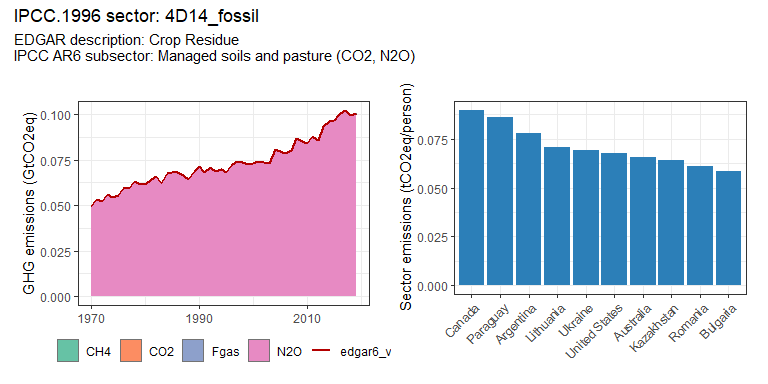 IPCC.1996 sector: 4D14_fossil
EDGAR description: Crop Residue
IPCC AR6 subsector: Managed soils and pasture (CO2, N2O)
GHG emissions (GtCO2eq)
0.100
0.075
0.050
0.025
0.000
1970
1990
2010
CH4
CO2
Fgas
N2O
edgar6_v
Sector emissions (tCO2eq/person)
0.075
0.050
0.025
0.000
Canada
Paraguay
Argentina
Lithuania
Ukraine
United States
Australia
Kazakhstan
Romania
Bulgaria